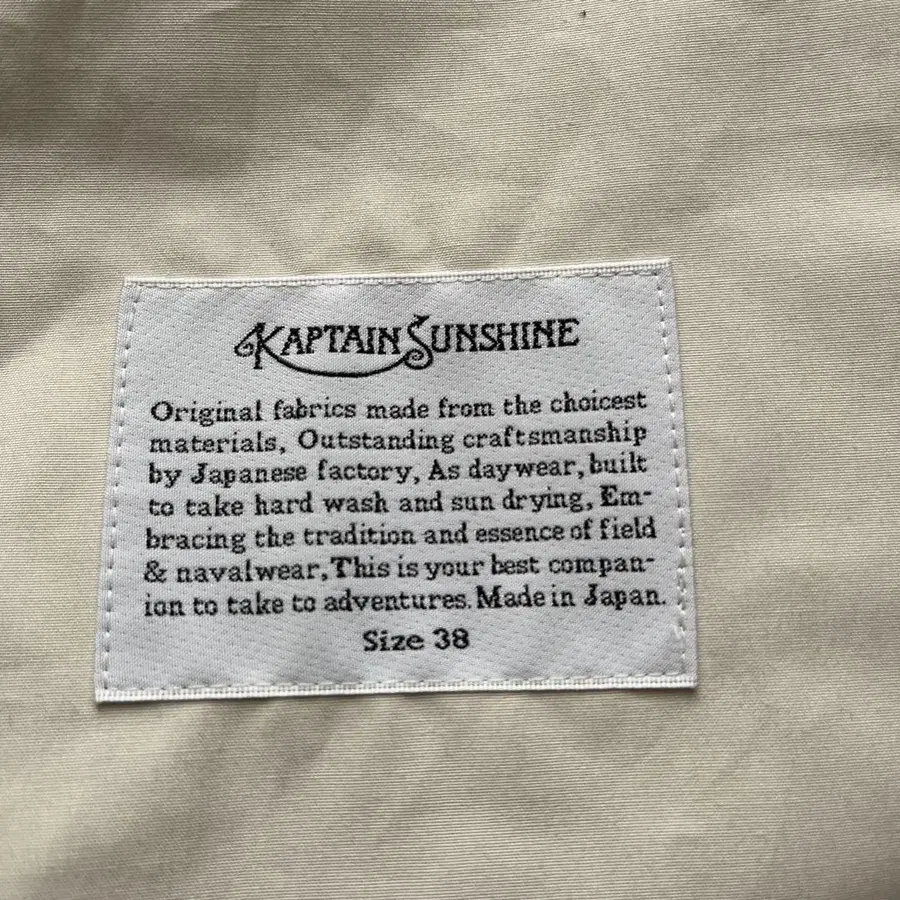 KAPTAIN SUNSHINE
Original fabrics made from the choicest
materials, Outstanding craftsmanship
by Japanese factory, As daywear, built
to take hard wash and sun drying, Em-
bracing the tradition and essence of field
& navalwear, This is your best compan-
ion to take to adventures. Made in Japan.
Size 38